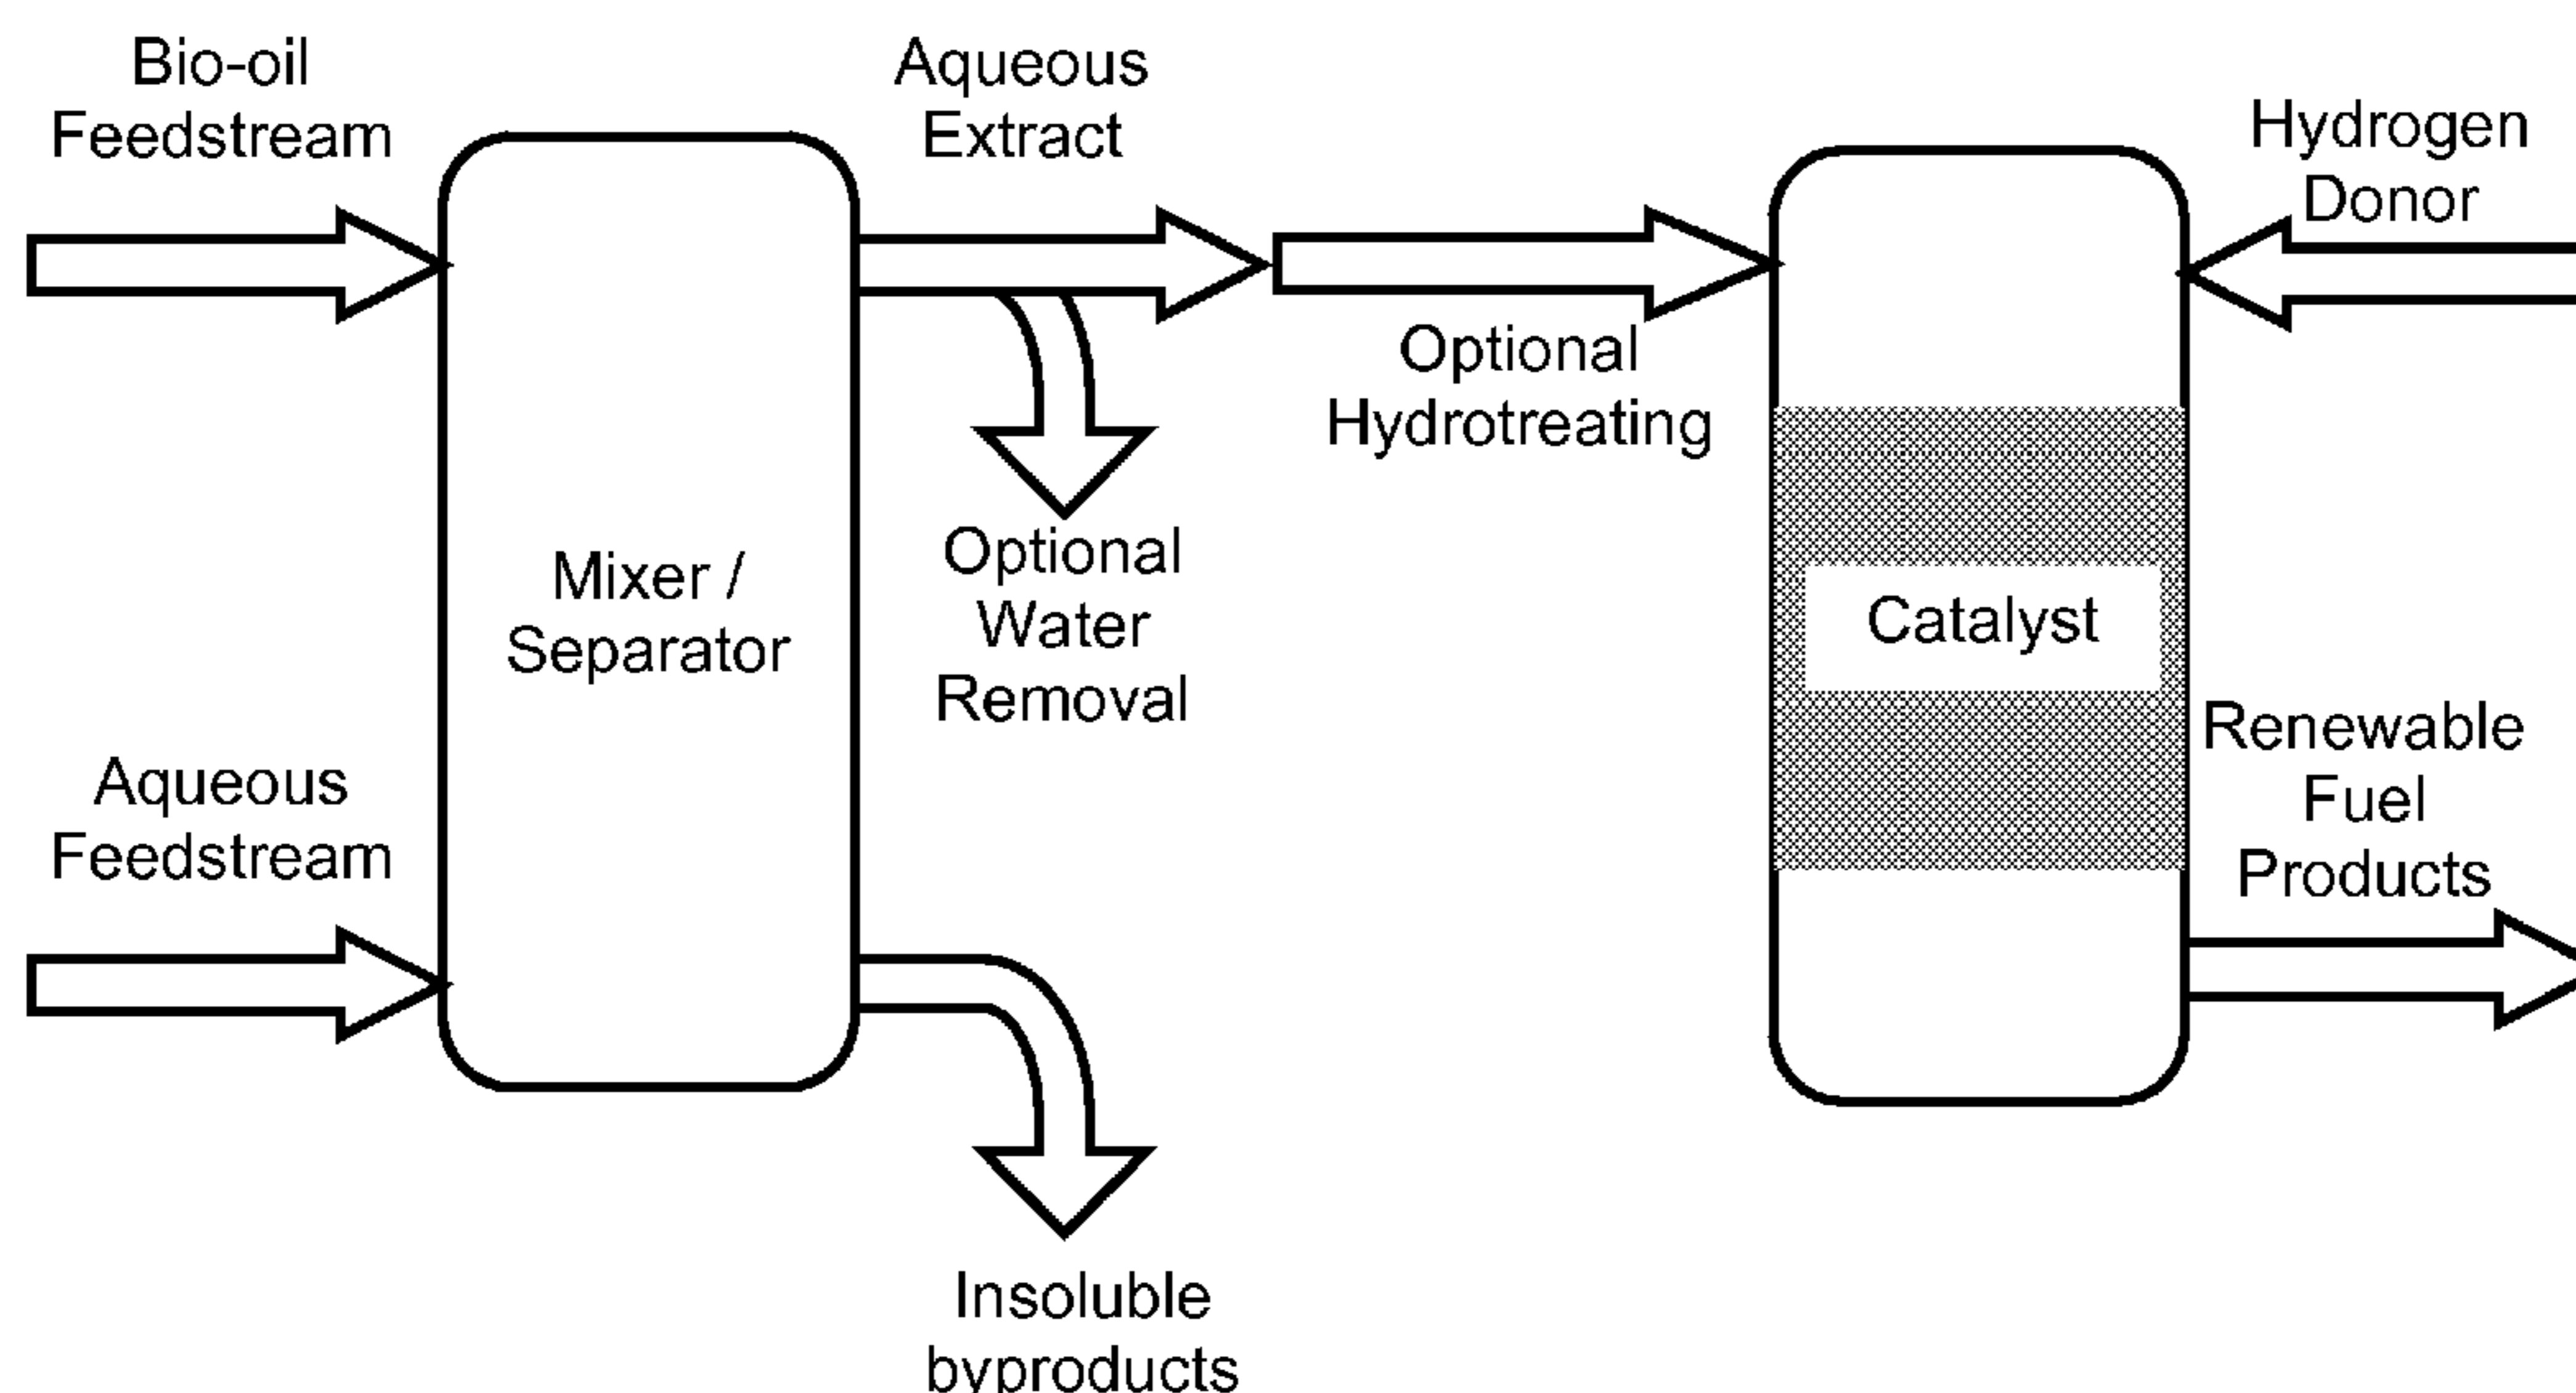 Bio-oil
Feedstream
Aqueous
Extract
Hydrogen
Donor
Optional
Hydrotreating
Mixer /
Separator
Optional
Water
Removal
Catalyst
Aqueous
Feedstream
Renewable
Fuel
Products
Insoluble
byproducts